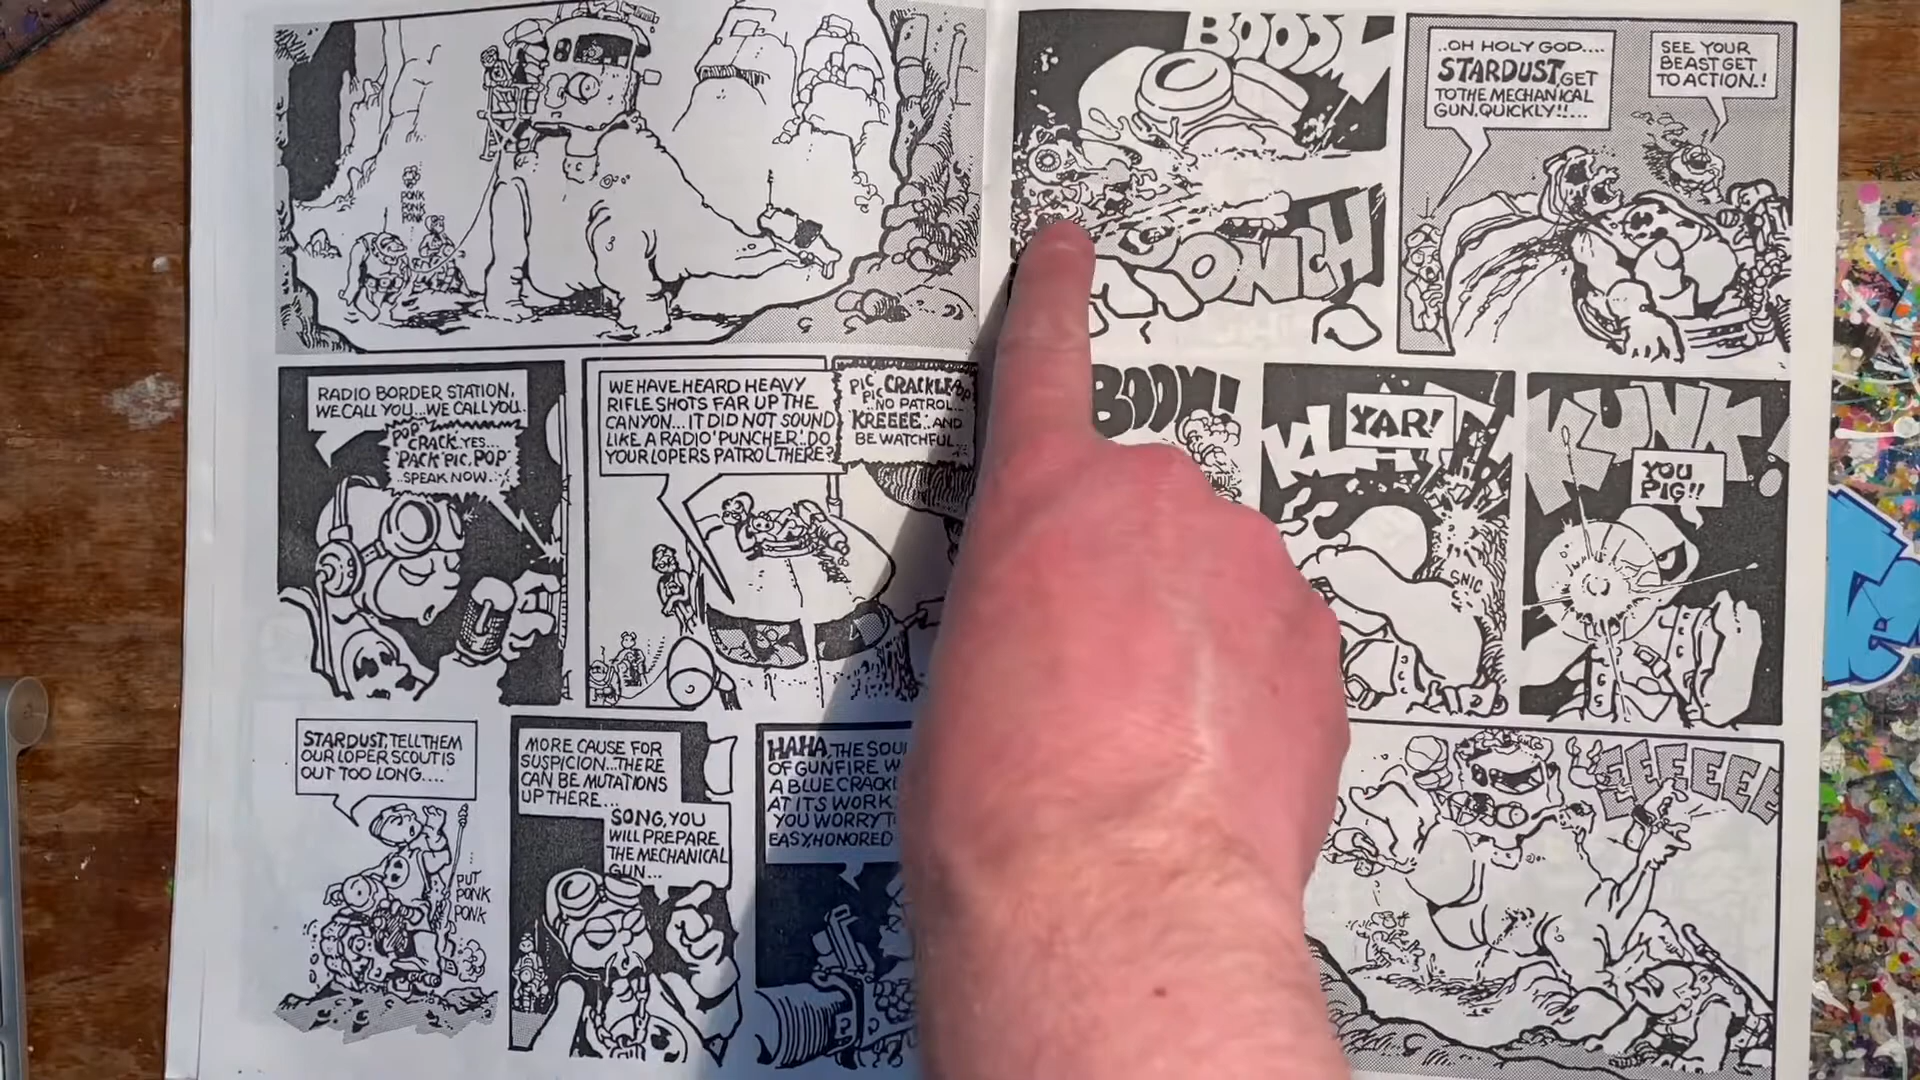 PONK
PONK
PONK
RADIO BORDER STATION,
WE CALL YOU...WE CALL YOU.
POP
CRACK..YES...
PACK PIC, POP
..SPEAK NOW..
WE HAVE HEARD HEAVY
RIFLE SHOTS FAR UP THE
CANYON...IT DID NOT SOUND
LIKE A RADIO 'PUNCHER'..DO
YOUR LOPERS PATROL THERE?
PIC CRACKLE POP
PIC ..NO PATROL...
KREEEE..AND
BE WATCHFUL...
STARDUST, TELL THEM
OUR LOPER SCOUT IS
OUT TOO LONG....
PUT
PONK
PONK
MORE CAUSE FOR
SUSPICION...THERE
CAN BE MUTATIONS
UP THERE...
SONG, YOU
WILL PREPARE
THE MECHANICAL
GUN...
HAHA, THE SOU
OF GUNFIRE W
A BLUE CRACK
AT ITS WORK
YOU WORRY T
EASY, HONORED
..OH HOLY GOD....
STARDUST, GET
TO THE MECHANICAL
GUN, QUICKLY!!....
SEE YOUR
BEAST GET
TO ACTION..!
BOOM!
YAR!
SNIC
KUNK!
YOU
PIG!!
EEEEEEE